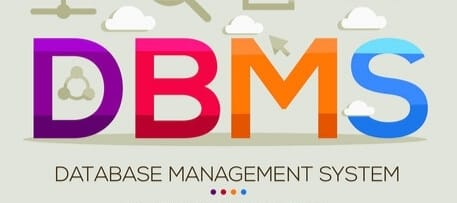 DBMS
DATABASE MANAGEMENT SYSTEM